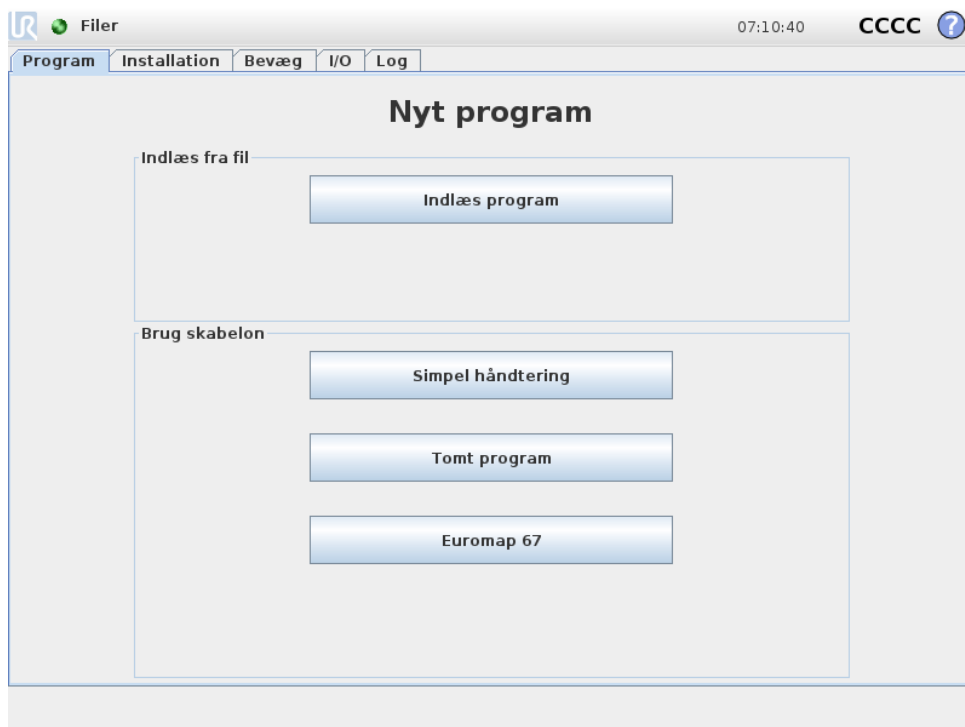 UR Filer 07:10:40 CCCC ?
Program Installation Bevæg I/O Log
Nyt program
Indlæs fra fil
Indlæs program
Brug skabelon
Simpel håndtering
Tomt program
Euromap 67